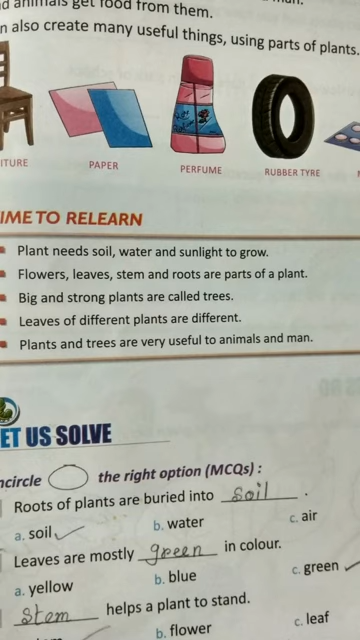 animals get food from them.
also create many useful things, using parts of plants.
PAPER
PERFUME
RUBBER TYRE
TO RELEARN
Plant needs soil, water and sunlight to grow.
Flowers, leaves, stem and roots are parts of a plant.
Big and strong plants are called trees.
Leaves of different plants are different.
Plants and trees are very useful to animals and man.
US SOLVE
the right option (MCQs) :
Roots of plants are buried into soil .
a. soil b. water c. air
Leaves are mostly green in colour.
a. yellow b. blue c. green
Stem helps a plant to stand.
b. flower c. leaf